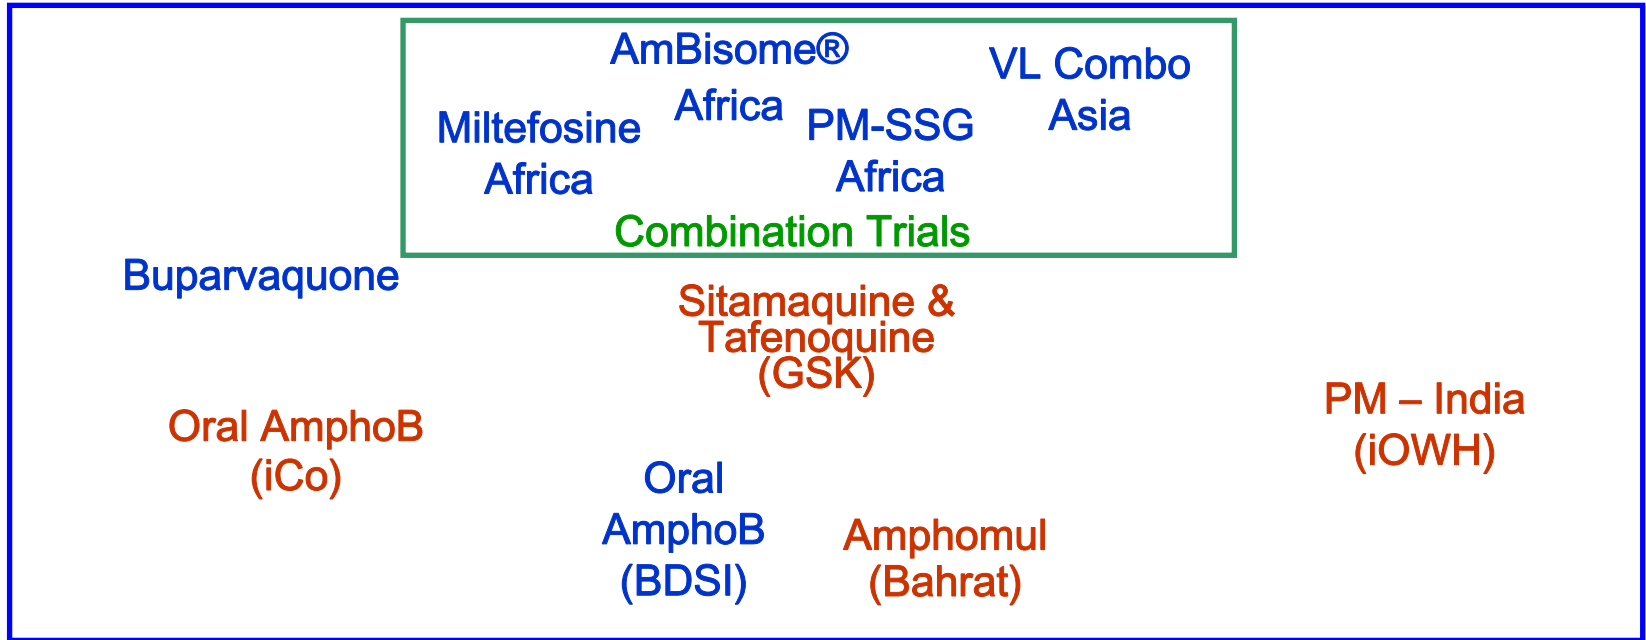 AmBisome®
Africa
VL Combo
Asia
Miltefosine
Africa
PM-SSG
Africa
Combination Trials
Buparvaquone
Sitamaquine &
Tafenoquine
(GSK)
Oral AmphoB
(iCo)
PM – India
(iOWH)
Oral
AmphoB
(BDSI)
Amphomul
(Bahrat)